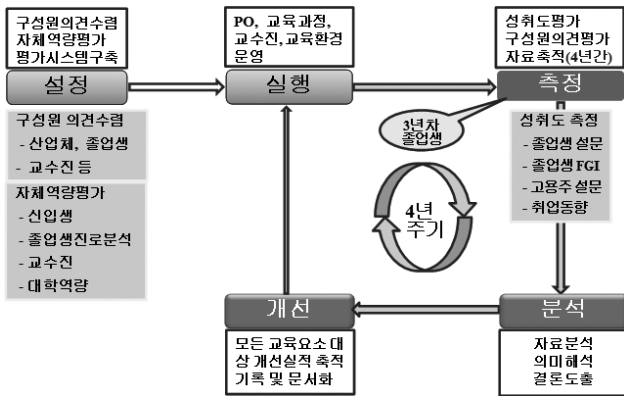 구성원의견수렴
자체역량평가
평가시스템구축
설정
구성원 의견수렴
- 산업체, 졸업생
- 교수진 등
자체역량평가
- 신입생
- 졸업생진로분석
- 교수진
- 대학역량
PO, 교육과정,
교수진,교육환경
운영
실행
성취도평가
구성원의견평가
자료축적(4년간)
측정
3년차
졸업생
성취도 측정
- 졸업생 설문
- 졸업생 FGI
- 고용주 설문
- 취업동향
4년
주기
개선
모든 교육요소 대
상 개선실적 축적
기록 및 문서화
분석
자료분석
의미해석
결론도출